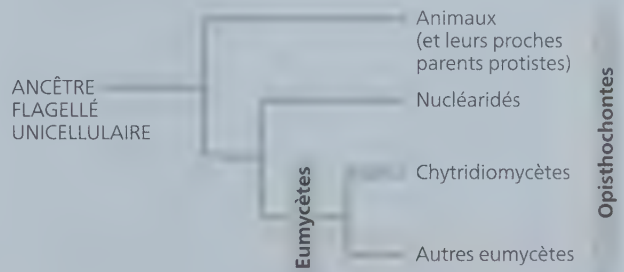 ANCÊTRE
FLAGELLÉ
UNICELLULAIRE
Animaux
(et leurs proches
parents protistes)
Nucléaridés
Eumycètes
Chytridiomycètes
Autres eumycètes
Opisthochontes